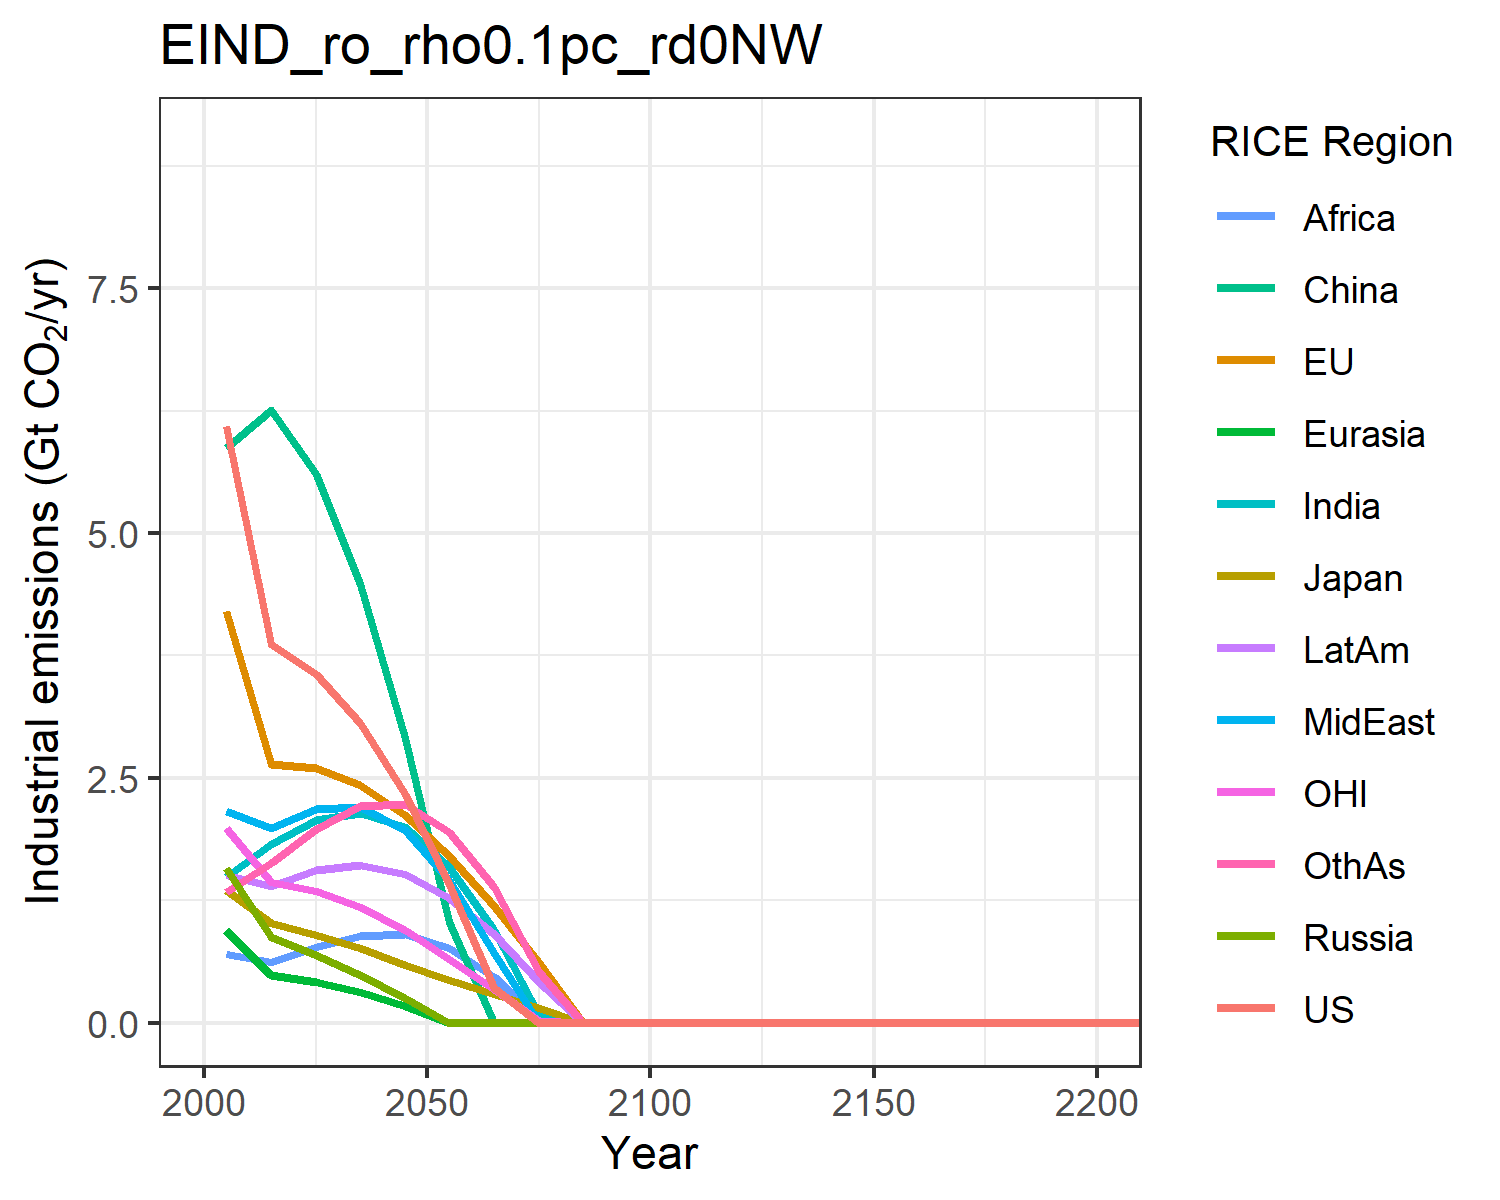 EIND_ro_rho0.1pc_rd0NW
Industrial emissions (Gt CO₂/yr)
7.5
5.0
2.5
0.0
2000
2050
2100
2150
2200
Year
RICE Region
Africa
China
EU
Eurasia
India
Japan
LatAm
MidEast
OHI
OthAs
Russia
US